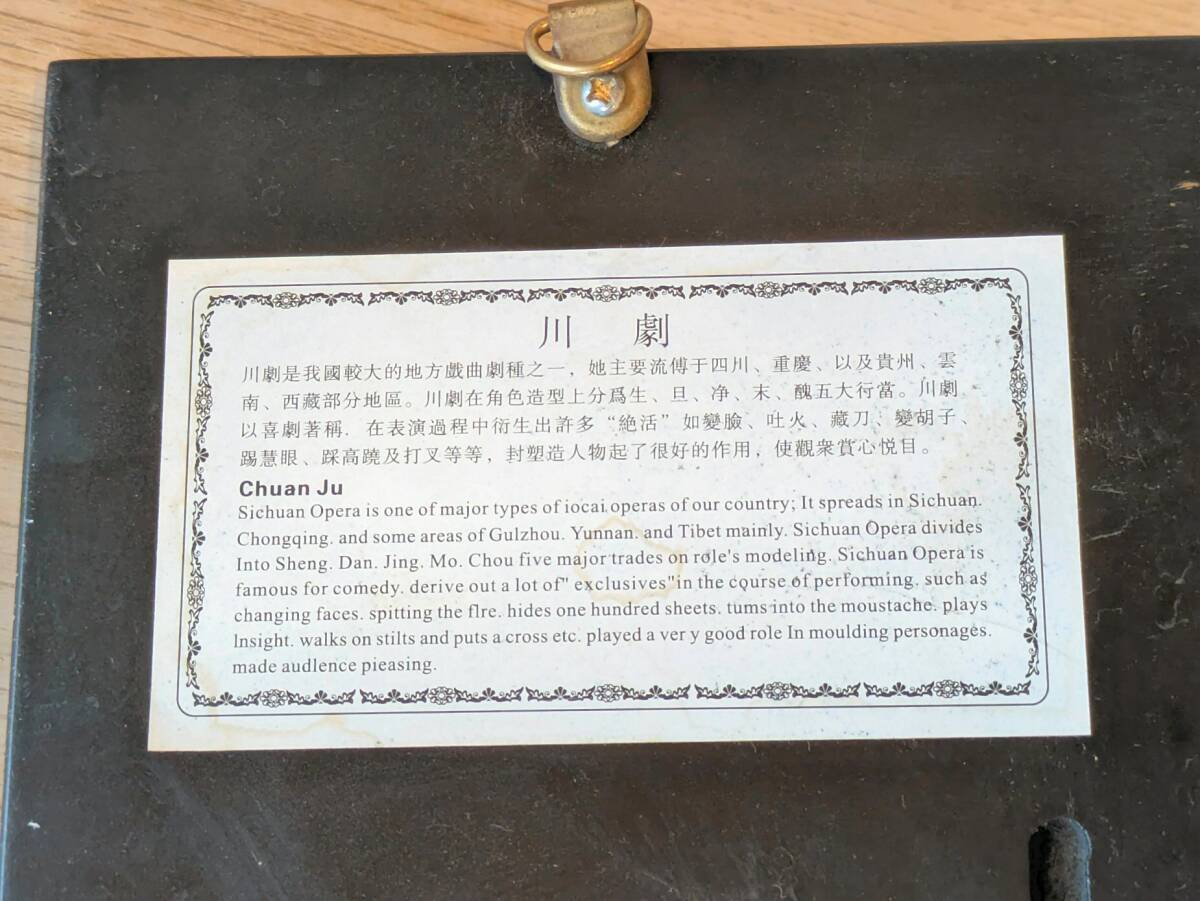 川 劇
川劇是我國較大的地方戲曲劇種之一，她主要流傅于四川、重慶、以及貴州、雲
南、西藏部分地區。川劇在角色造型上分爲生、旦、净、末、醜五大行當。川劇
以喜劇著稱. 在表演過程中衍生出許多“絶活”如變臉、吐火、藏刀、變胡子、
踢慧眼、踩高蹺及打叉等等，封塑造人物起了很好的作用，使觀衆賞心悦目。
Chuan Ju
Sichuan Opera is one of major types of iocai. operas of our country; It spreads in Sichuan.
Chongqing. and some areas of Gulzhou. Yunnan. and Tibet mainly. Sichuan Opera divides
Into Sheng. Dan. Jing. Mo. Chou five major trades on role's modeling. Sichuan Opera is
famous for comedy. derive out a lot of" exclusives"in the course of performing. such as
changing faces. spitting the flre. hides one hundred sheets. tums into the moustache. plays
lnsight. walks on stilts and puts a cross etc. played a ver y good role In moulding personages.
made audlence pieasing.